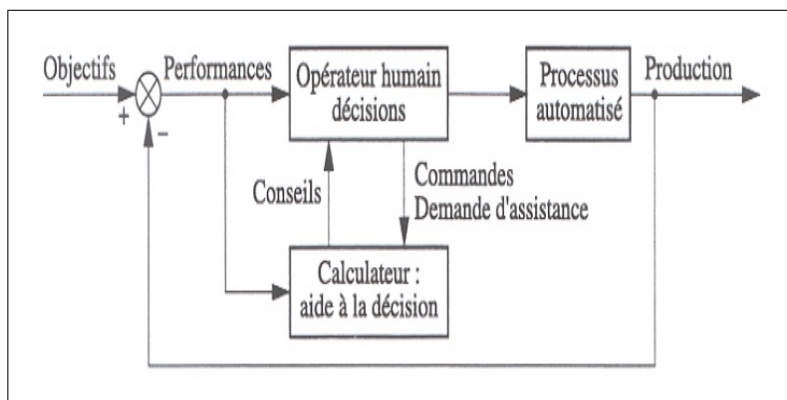 Objectifs
Performances
Opérateur humain
décisions
Processus
automatisé
Production
+
−
Conseils
Commandes
Demande d'assistance
Calculateur :
aide à la décision